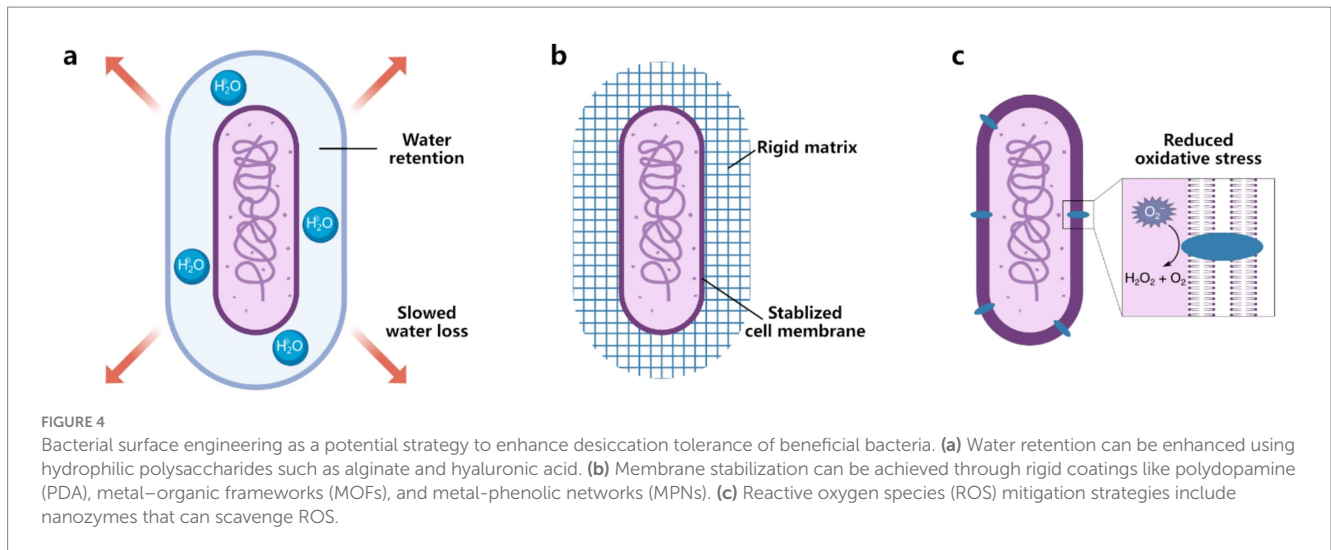 a
H₂O
Water
retention
H₂O
H₂O
Slowed
water loss
H₂O
b
Rigid matrix
Stablized
cell membrane
c
Reduced
oxidative stress
O₂⁻
H₂O₂ + O₂
FIGURE 4
Bacterial surface engineering as a potential strategy to enhance desiccation tolerance of beneficial bacteria. (a) Water retention can be enhanced using
hydrophilic polysaccharides such as alginate and hyaluronic acid. (b) Membrane stabilization can be achieved through rigid coatings like polydopamine
(PDA), metal–organic frameworks (MOFs), and metal-phenolic networks (MPNs). (c) Reactive oxygen species (ROS) mitigation strategies include
nanozymes that can scavenge ROS.